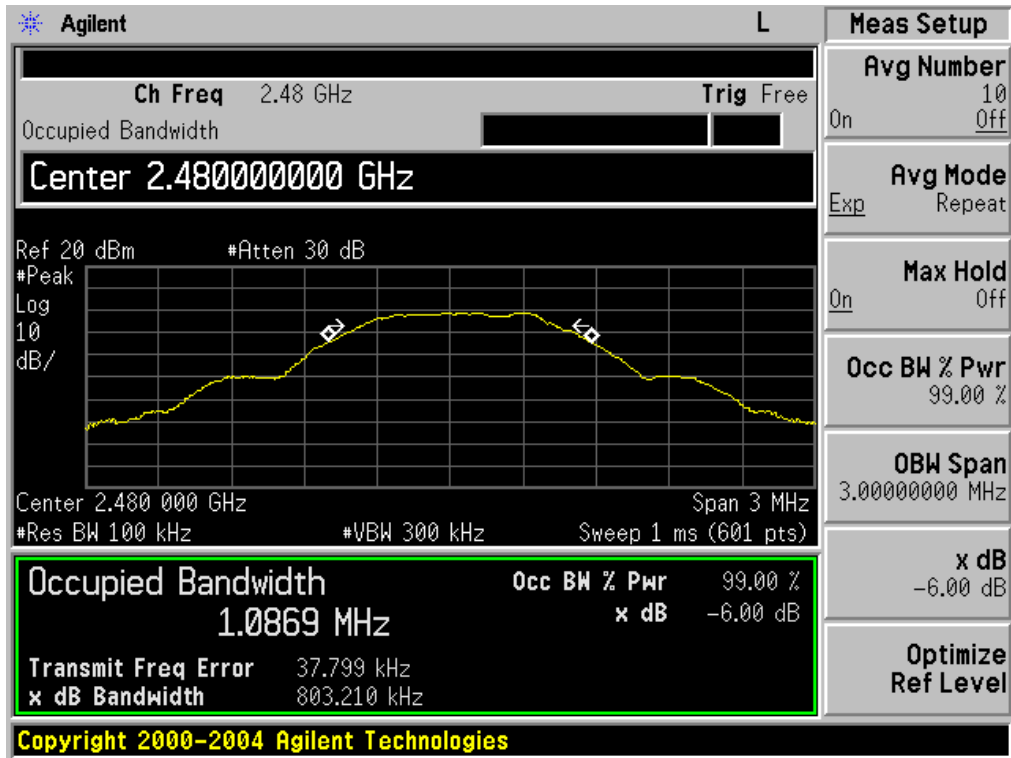 Agilent L
Ch Freq 2.48 GHz Trig Free
Occupied Bandwidth
Center 2.480000000 GHz
Ref 20 dBm #Atten 30 dB
#Peak
Log
10
dB/
Center 2.480 000 GHz Span 3 MHz
#Res BW 100 kHz #VBW 300 kHz Sweep 1 ms (601 pts)
Occupied Bandwidth Occ BW % Pwr 99.00 %
1.0869 MHz x dB -6.00 dB
Transmit Freq Error 37.799 kHz
x dB Bandwidth 803.210 kHz
Copyright 2000-2004 Agilent Technologies
Meas Setup
Avg Number
10
On Off
Avg Mode
Exp Repeat
Max Hold
On Off
Occ BW % Pwr
99.00 %
OBW Span
3.00000000 MHz
x dB
-6.00 dB
Optimize
Ref Level